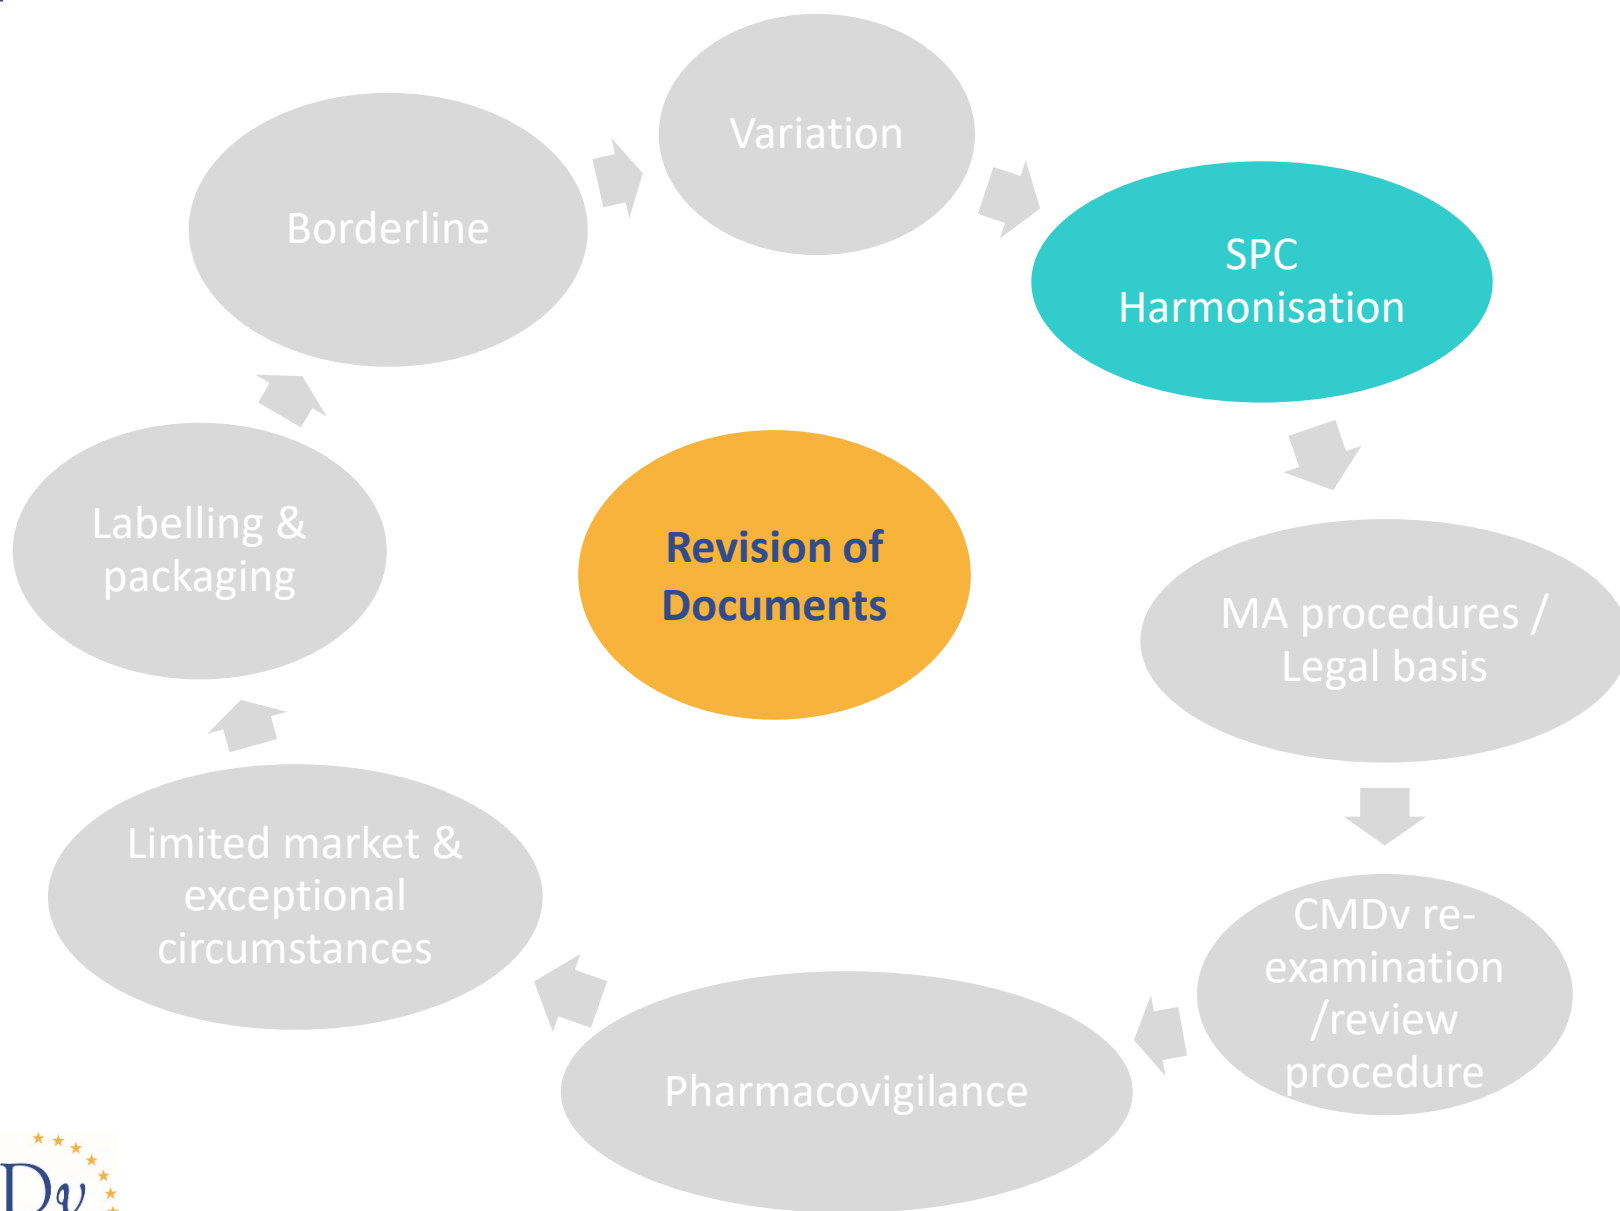 Variation
Borderline
SPC
Harmonisation
Labelling &
packaging
Revision of
Documents
MA procedures /
Legal basis
Limited market &
exceptional
circumstances
CMDv re-
examination
/review
procedure
Pharmacovigilance
Dv